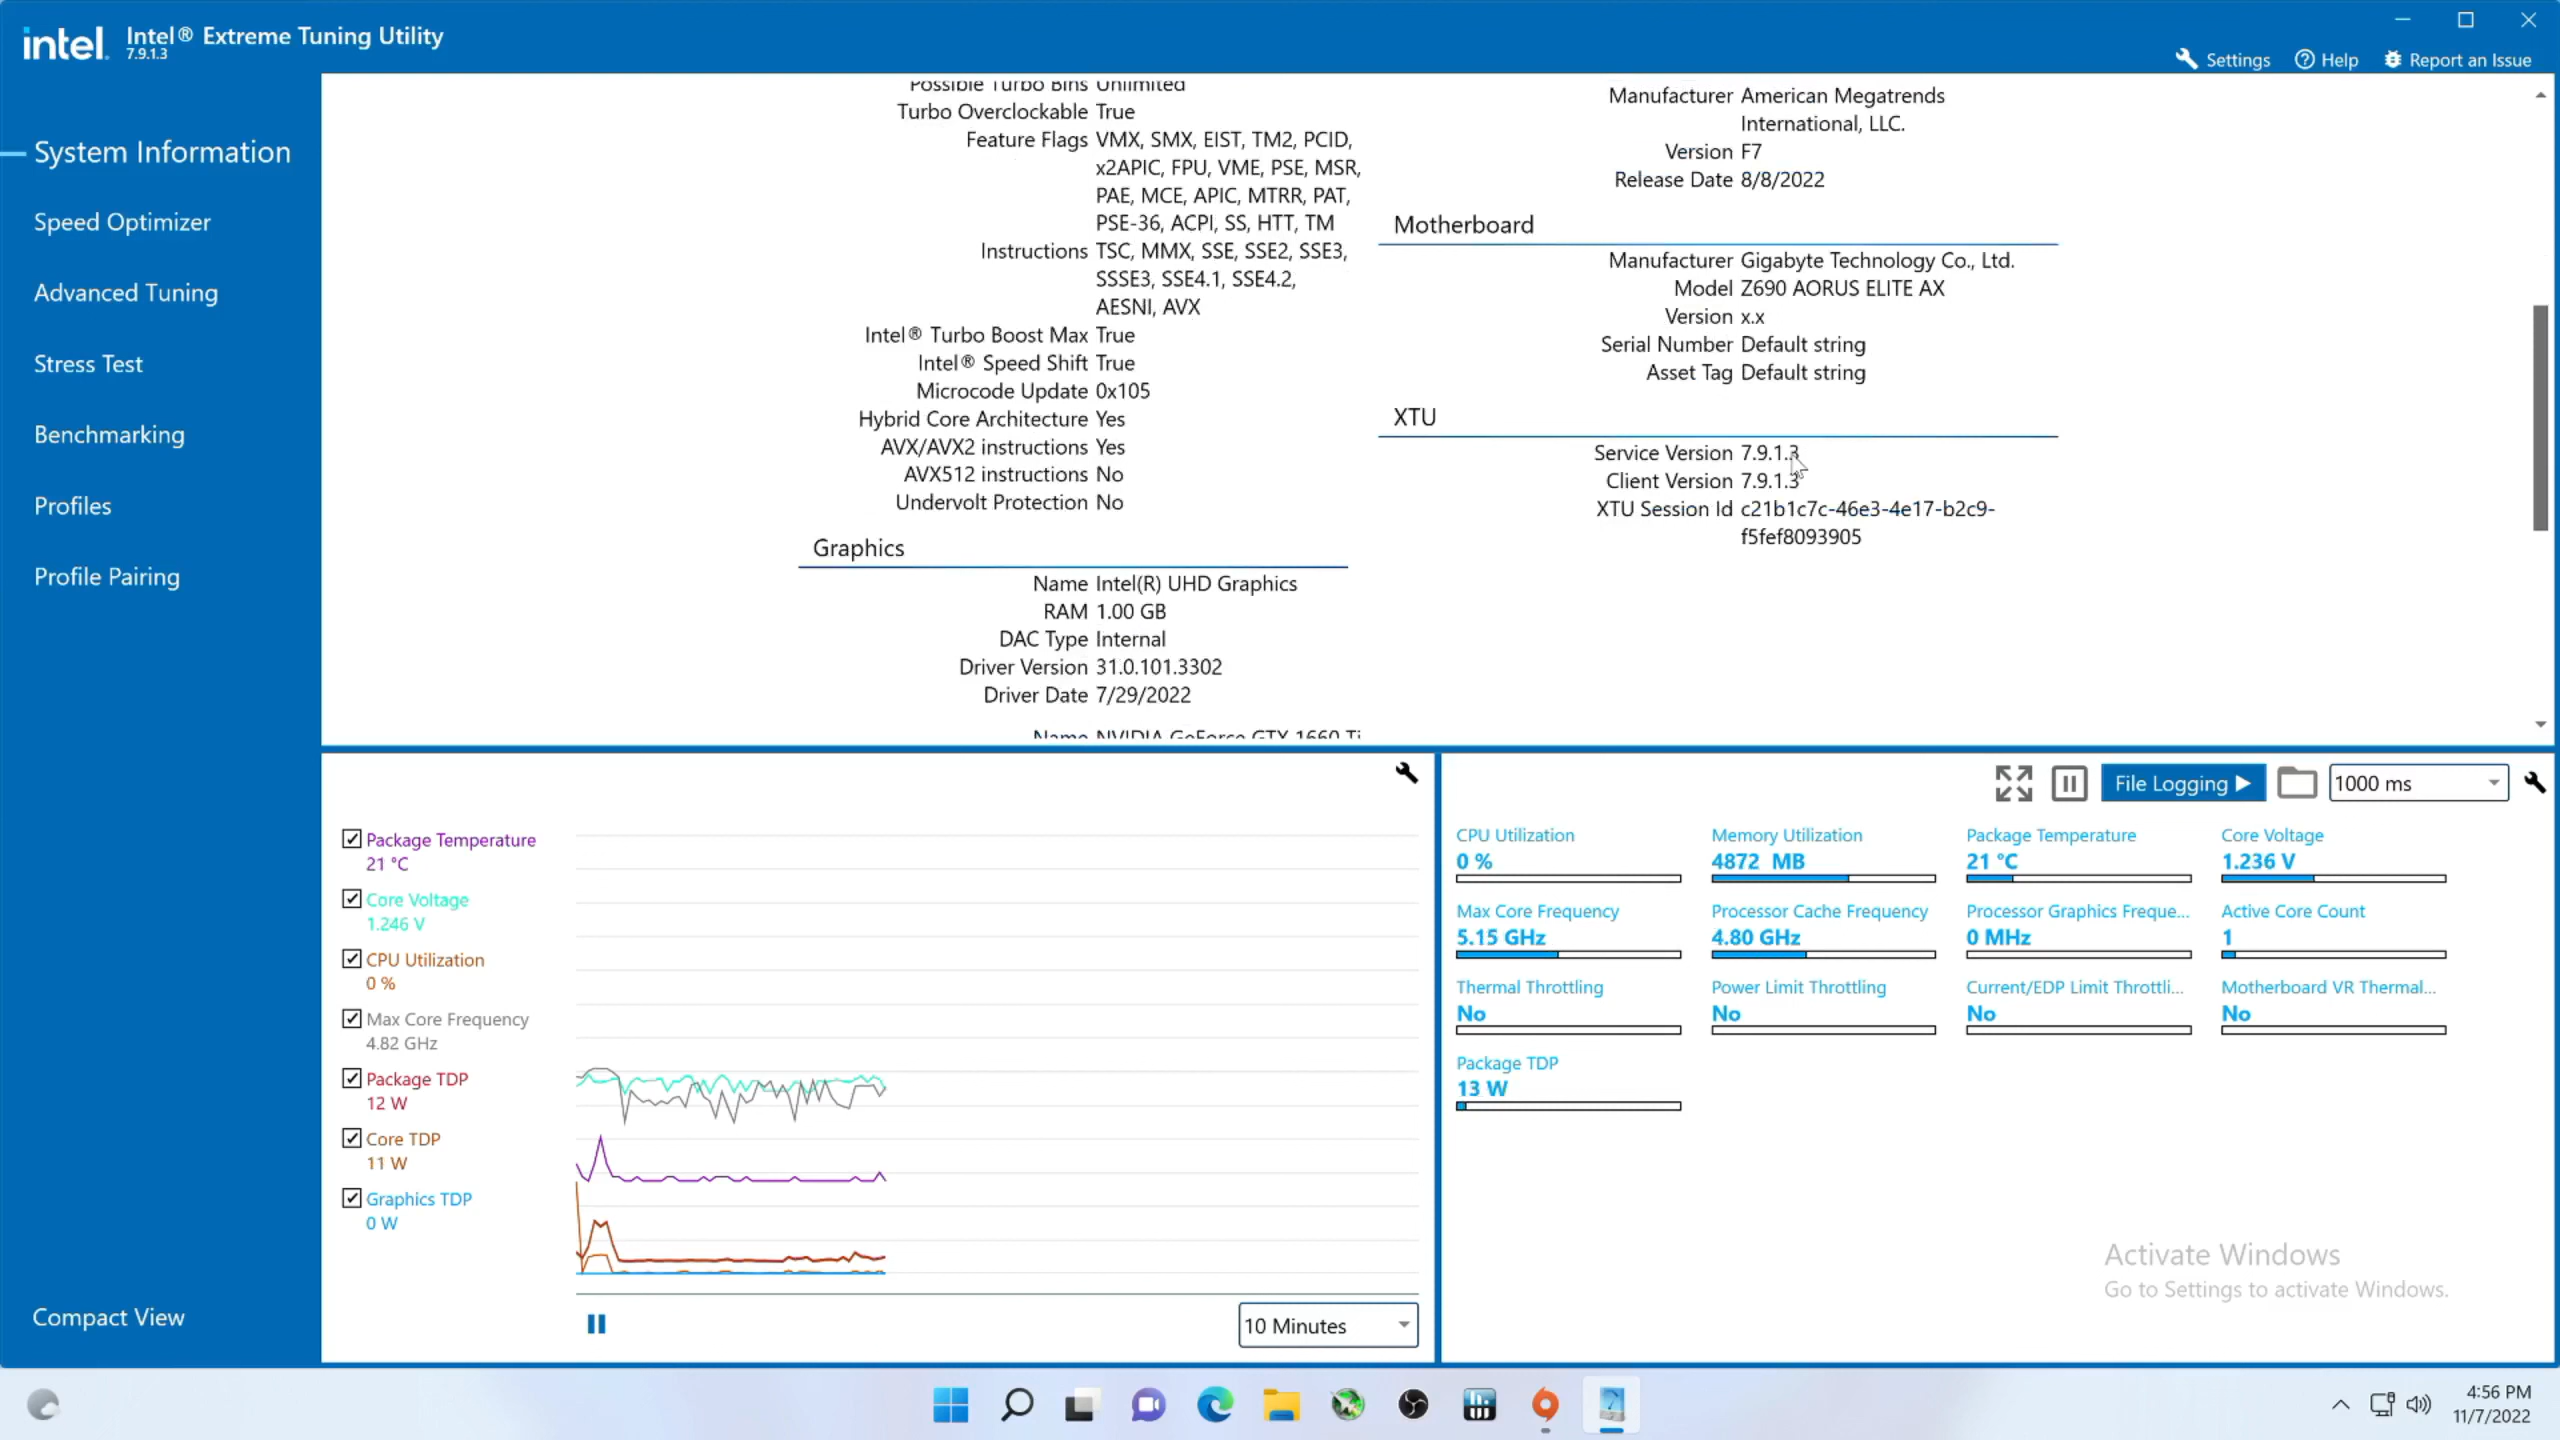 intel.
Intel® Extreme Tuning Utility
7.9.1.3
Settings
Help
Report an Issue
System Information
Speed Optimizer
Advanced Tuning
Stress Test
Benchmarking
Profiles
Profile Pairing
Compact View
Possible Turbo Bins Unlimited
Turbo Overclockable True
Feature Flags VMX, SMX, EIST, TM2, PCID,
x2APIC, FPU, VME, PSE, MSR,
PAE, MCE, APIC, MTRR, PAT,
PSE-36, ACPI, SS, HTT, TM
Instructions TSC, MMX, SSE, SSE2, SSE3,
SSSE3, SSE4.1, SSE4.2,
AESNI, AVX
Intel® Turbo Boost Max True
Intel® Speed Shift True
Microcode Update 0x105
Hybrid Core Architecture Yes
AVX/AVX2 instructions Yes
AVX512 instructions No
Undervolt Protection No
Graphics
Name Intel(R) UHD Graphics
RAM 1.00 GB
DAC Type Internal
Driver Version 31.0.101.3302
Driver Date 7/29/2022
Name NVIDIA GeForce GTX 1660 Ti
Manufacturer American Megatrends
International, LLC.
Version F7
Release Date 8/8/2022
Motherboard
Manufacturer Gigabyte Technology Co., Ltd.
Model Z690 AORUS ELITE AX
Version x.x
Serial Number Default string
Asset Tag Default string
XTU
Service Version 7.9.1.3
Client Version 7.9.1.3
XTU Session Id c21b1c7c-46e3-4e17-b2c9-
f5fef8093905
Package Temperature
21 °C
Core Voltage
1.246 V
CPU Utilization
0 %
Max Core Frequency
4.82 GHz
Package TDP
12 W
Core TDP
11 W
Graphics TDP
0 W
10 Minutes
File Logging
1000 ms
CPU Utilization
0 %
Memory Utilization
4872 MB
Package Temperature
21 °C
Core Voltage
1.236 V
Max Core Frequency
5.15 GHz
Processor Cache Frequency
4.80 GHz
Processor Graphics Freque...
0 MHz
Active Core Count
1
Thermal Throttling
No
Power Limit Throttling
No
Current/EDP Limit Throttli...
No
Motherboard VR Thermal...
No
Package TDP
13 W
Activate Windows
Go to Settings to activate Windows.
4:56 PM
11/7/2022